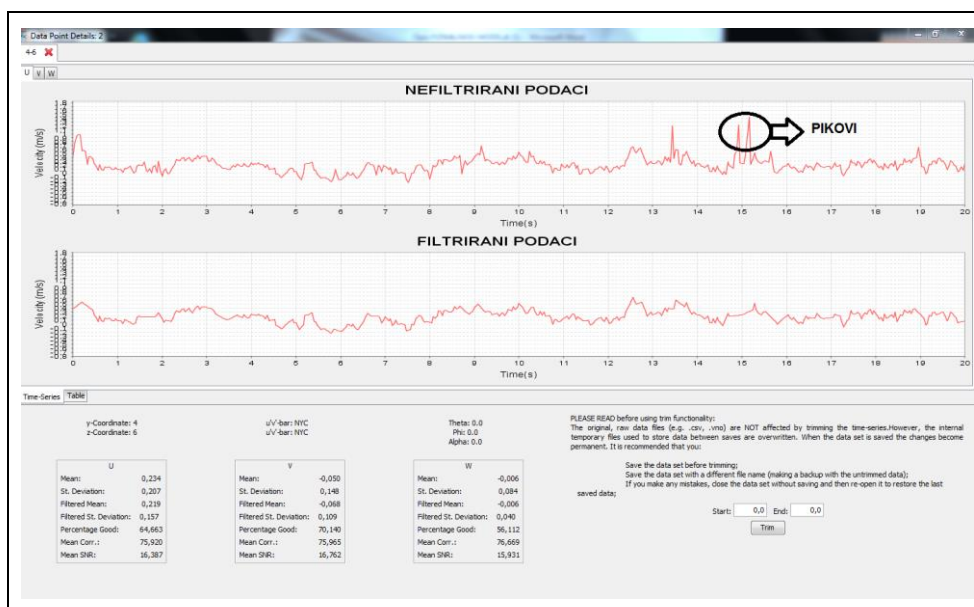 Data Point Details: 2
4-6
U V W
NEFILTRIRANI PODACI
PIKOVI
Velocity (m/s)
0 1 2 3 4 5 6 7 8 9 10 11 12 13 14 15 16 17 18 19 20
Time(s)
FILTRIRANI PODACI
Velocity (m/s)
0 1 2 3 4 5 6 7 8 9 10 11 12 13 14 15 16 17 18 19 20
Time(s)
Time-Series Table
y-Coordinate: 4
z-Coordinate: 6
u'v'-bar: NYC
u'v'-bar: NYC
Theta: 0.0
Phi: 0.0
Alpha: 0.0
U
Mean: 0,234
St. Deviation: 0,207
Filtered Mean: 0,219
Filtered St. Deviation: 0,157
Percentage Good: 64,663
Mean Corr.: 75,920
Mean SNR: 16,387
V
Mean: -0,050
St. Deviation: 0,148
Filtered Mean: -0,068
Filtered St. Deviation: 0,109
Percentage Good: 70,140
Mean Corr.: 75,965
Mean SNR: 16,762
W
Mean: -0,006
St. Deviation: 0,084
Filtered Mean: -0,006
Filtered St. Deviation: 0,040
Percentage Good: 56,112
Mean Corr.: 76,669
Mean SNR: 15,931
PLEASE READ before using trim functionality:
The original, raw data files (e.g. .csv, .vno) are NOT affected by trimming the time-series.However, the internal
temporary files used to store data between saves are overwritten. When the data set is saved the changes become
permanent. It is recommended that you:
Save the data set before trimming;
Save the data set with a different file name (making a backup with the untrimmed data);
If you make any mistakes, close the data set without saving and then re-open it to restore the last
saved data;
Start: 0,0 End: 0,0
Trim